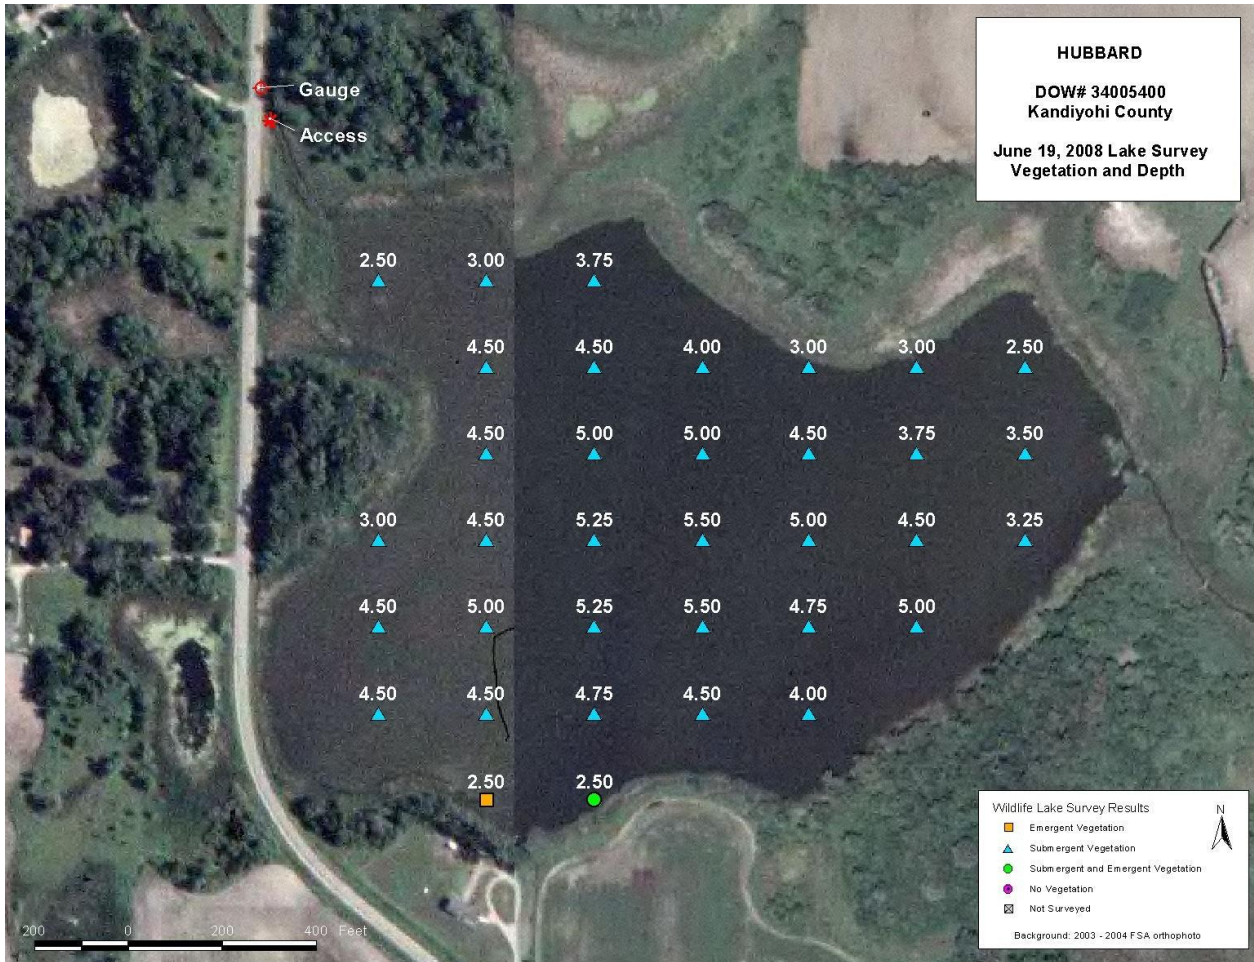 HUBBARD
DOW# 34005400
Kandiyohi County
June 19, 2008 Lake Survey
Vegetation and Depth
Gauge
Access
2.50 3.00 3.75
4.50 4.50 4.00 3.00 3.00 2.50
4.50 5.00 5.00 4.50 3.75 3.50
3.00 4.50 5.25 5.50 5.00 4.50 3.25
4.50 5.00 5.25 5.50 4.75 5.00
4.50 4.50 4.75 4.50 4.00
2.50 2.50
Wildlife Lake Survey Results
N
Emergent Vegetation
Submergent Vegetation
Submergent and Emergent Vegetation
No Vegetation
Not Surveyed
Background: 2003 - 2004 FSA orthophoto
200 0 200 400 Feet